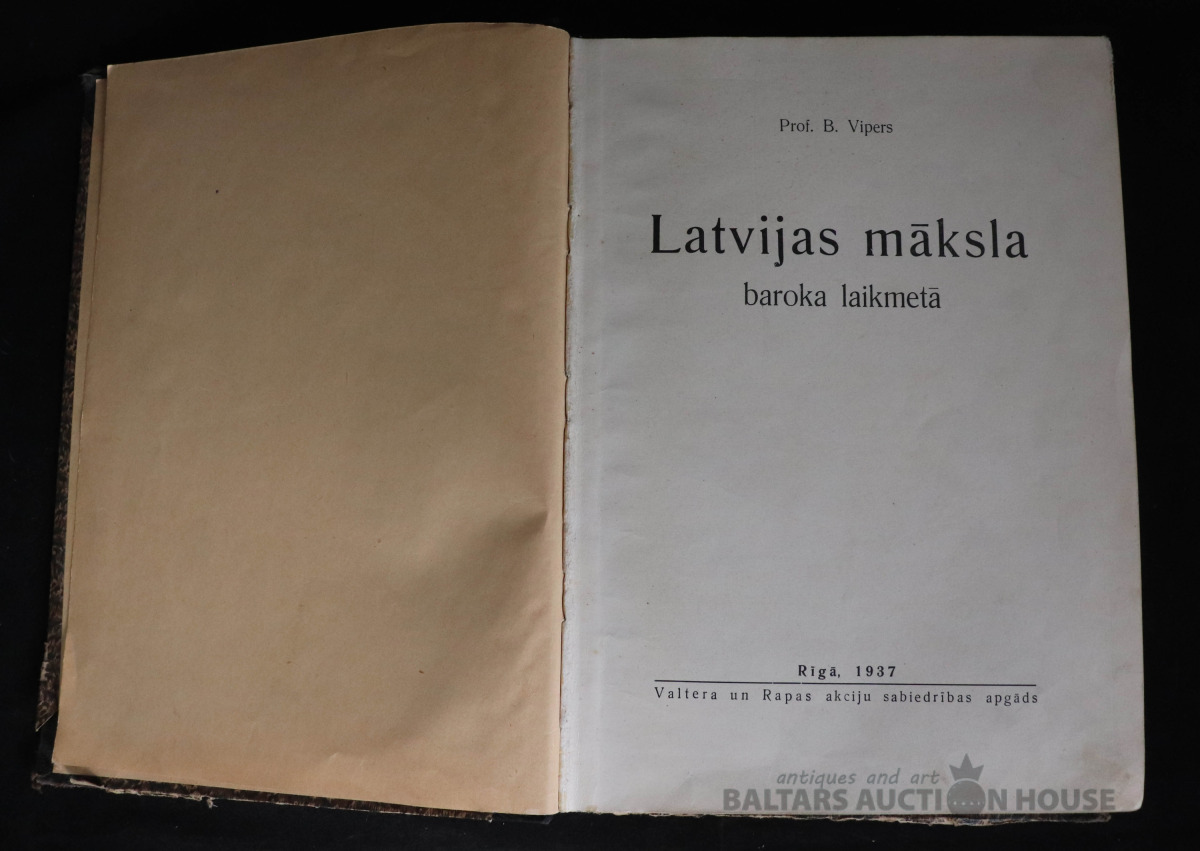 Prof. B. Vipers
Latvijas māksla
baroka laikmetā
Rīgā, 1937
Valtera un Rapas akciju sabiedrības apgāds
antiques and art
BALTARS AUCTION HOUSE